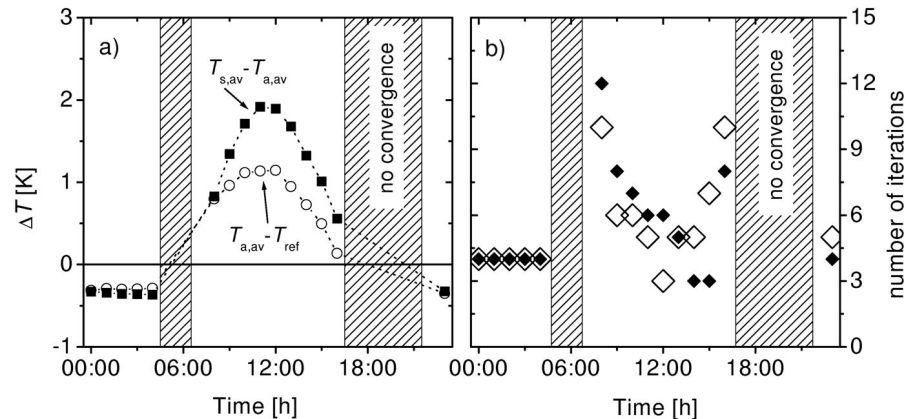 a)
3
2
1
0
-1
ΔT [K]
T_s,av-T_a,av
T_a,av-T_ref
no convergence
00:00 06:00 12:00 18:00
Time [h]
b)
no convergence
15
12
9
6
3
0
number of iterations
00:00 06:00 12:00 18:00
Time [h]